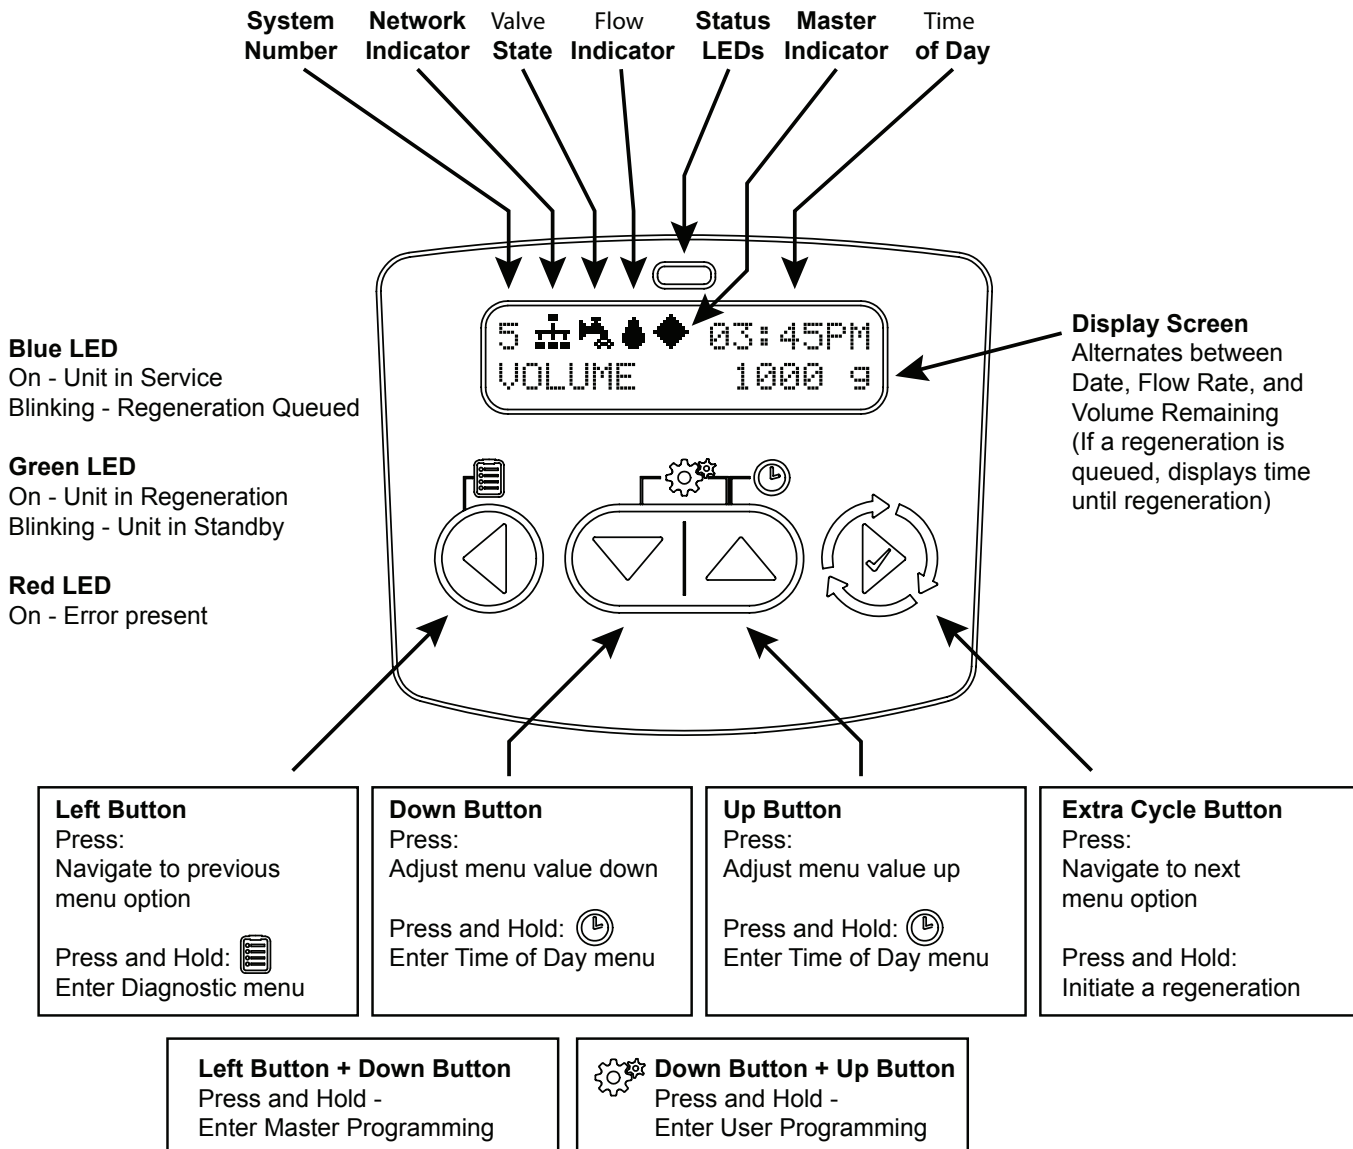 System Number
Network Indicator
Valve State
Flow Indicator
Status LEDs
Master Indicator
Time of Day
5 03:45PM
VOLUME 1000 g
Display Screen
Alternates between
Date, Flow Rate, and
Volume Remaining
(If a regeneration is
queued, displays time
until regeneration)
Blue LED
On - Unit in Service
Blinking - Regeneration Queued
Green LED
On - Unit in Regeneration
Blinking - Unit in Standby
Red LED
On - Error present
Left Button
Press:
Navigate to previous
menu option
Press and Hold:
Enter Diagnostic menu
Down Button
Press:
Adjust menu value down
Press and Hold:
Enter Time of Day menu
Up Button
Press:
Adjust menu value up
Press and Hold:
Enter Time of Day menu
Extra Cycle Button
Press:
Navigate to next
menu option
Press and Hold:
Initiate a regeneration
Left Button + Down Button
Press and Hold -
Enter Master Programming
Down Button + Up Button
Press and Hold -
Enter User Programming